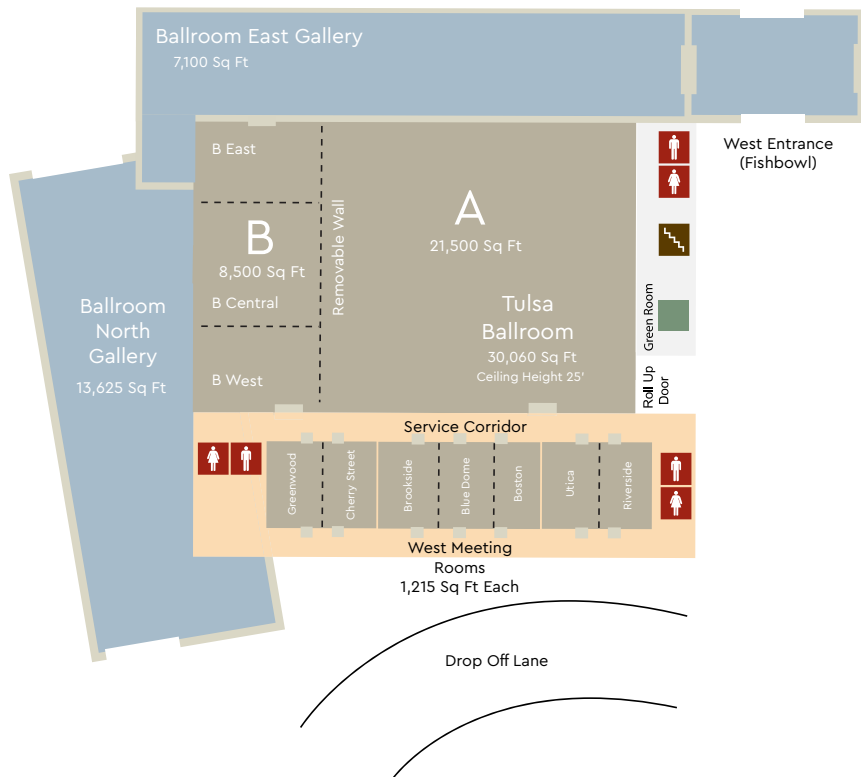 Ballroom East Gallery
7,100 Sq Ft
West Entrance
(Fishbowl)
B East
B
8,500 Sq Ft
B Central
B West
Removable Wall
A
21,500 Sq Ft
Tulsa
Ballroom
30,060 Sq Ft
Ceiling Height 25'
Green Room
Roll Up
Door
Ballroom
North
Gallery
13,625 Sq Ft
Service Corridor
Greenwood
Cherry Street
Brookside
Blue Dome
Boston
Utica
Riverside
West Meeting
Rooms
1,215 Sq Ft Each
Drop Off Lane